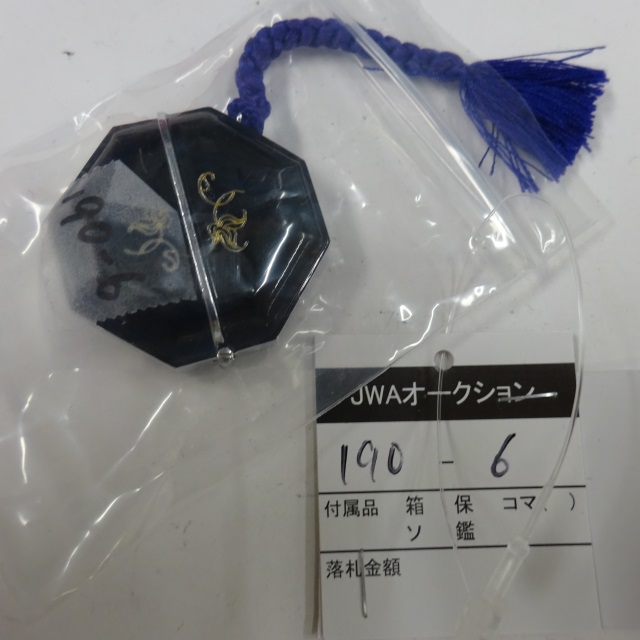 190-6
JWAオークション
190 - 6
付属品 箱 保 コマ、 )
ソ 鑑
落札金額